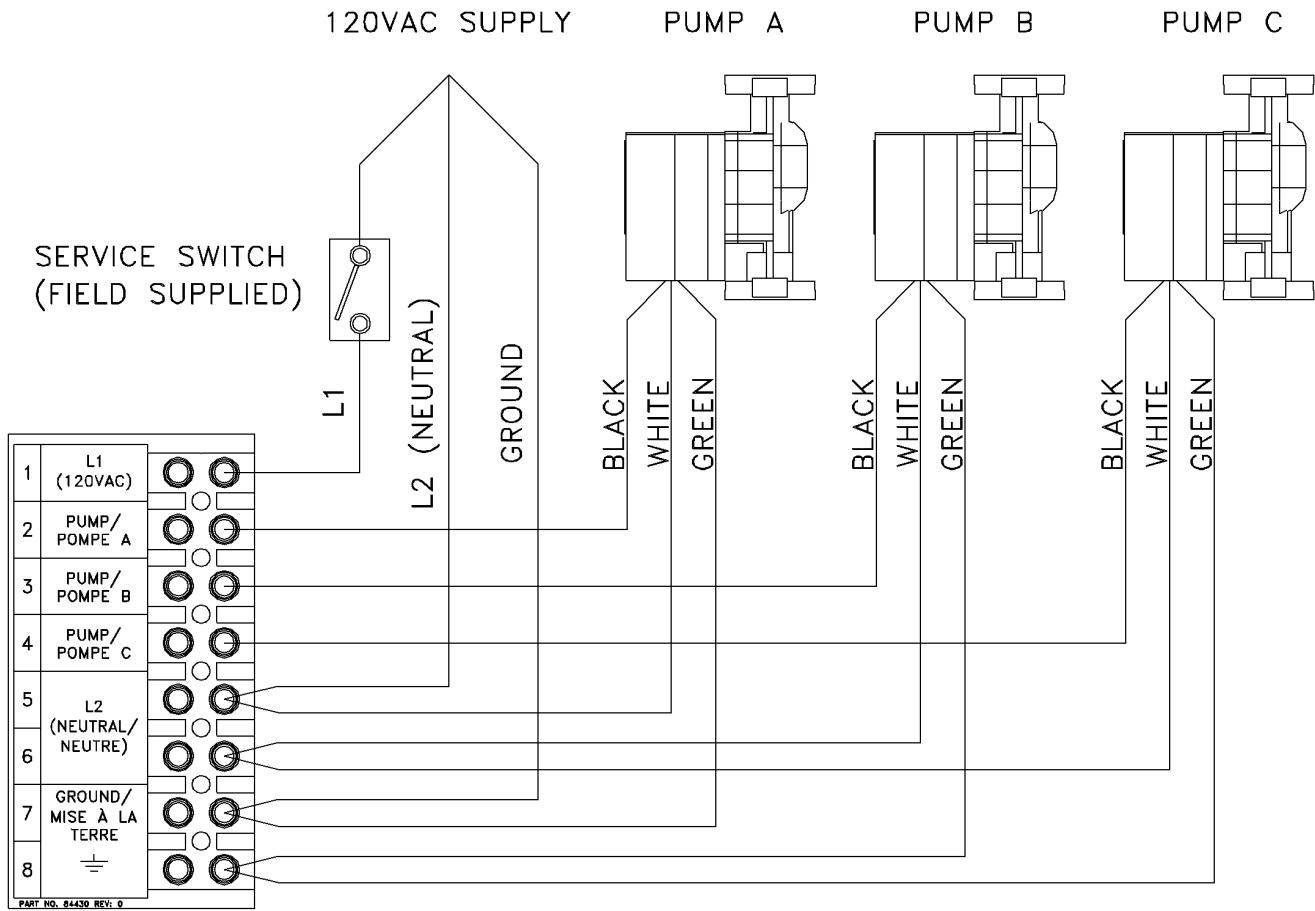 120VAC SUPPLY
PUMP A
PUMP B
PUMP C
SERVICE SWITCH
(FIELD SUPPLIED)
L1
L2 (NEUTRAL)
GROUND
BLACK
WHITE
GREEN
BLACK
WHITE
GREEN
BLACK
WHITE
GREEN
1
L1
(120VAC)
2
PUMP/
POMPE A
3
PUMP/
POMPE B
4
PUMP/
POMPE C
5
L2
(NEUTRAL/
NEUTRE)
6
7
GROUND/
MISE À LA
TERRE
8
PART NO. 84430 REV: 0